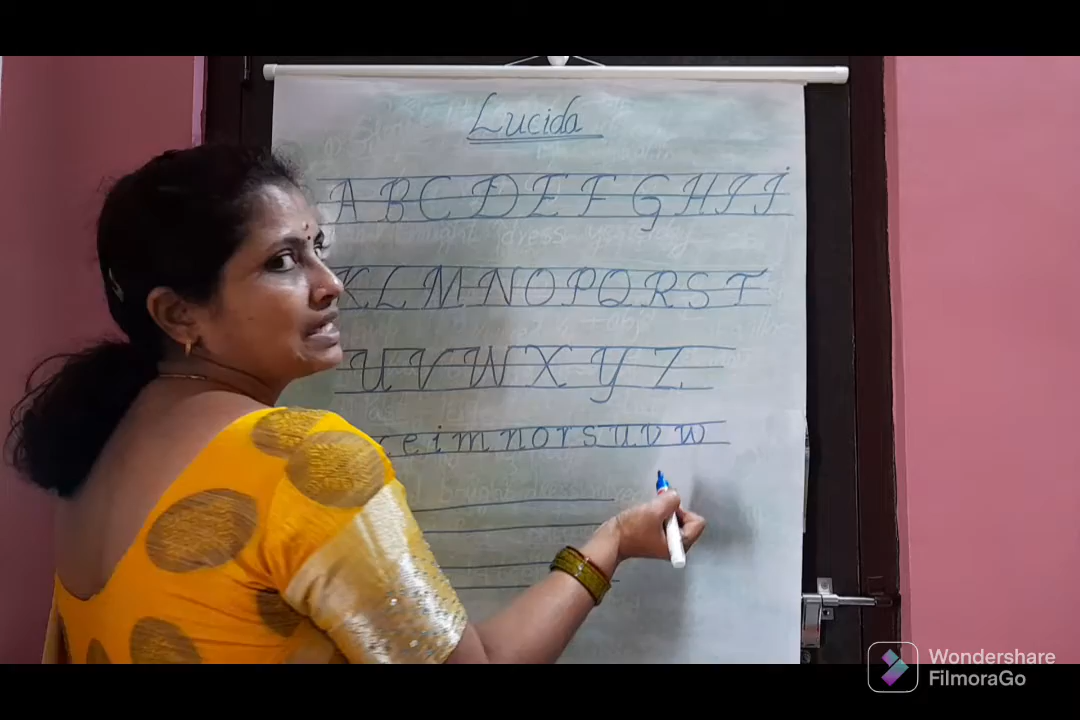 Lucida
A B C D E F G H I J
K L M N O P Q R S T
U V W X Y Z
e i m n o r s u v w
Wondershare
FilmoraGo